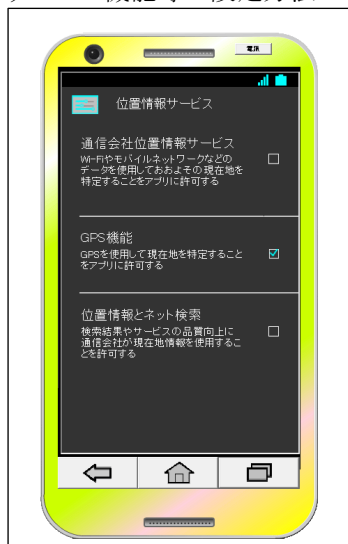 電源
位置情報サービス
通信会社位置情報サービス
Wi-Fiやモバイルネットワークなどの
データを使用しておおよその現在地を
特定することをアプリに許可する
GPS機能
GPSを使用して現在地を特定すること
をアプリに許可する
位置情報とネット検索
検索結果やサービスの品質向上に
通信会社が現在地情報を使用するこ
とを許可する